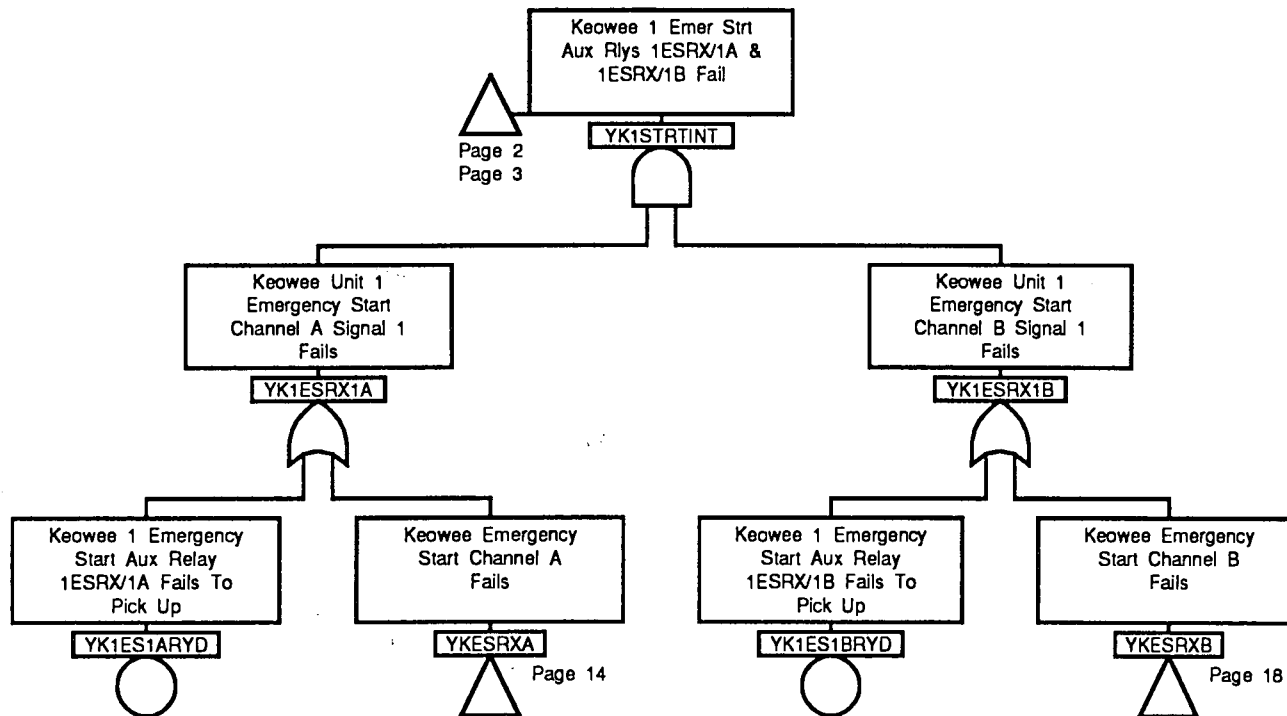 Keowee 1 Emer Strt
Aux Rlys 1ESRX/1A &
1ESRX/1B Fail
YK1STRTINT
Page 2
Page 3
Keowee Unit 1
Emergency Start
Channel A Signal 1
Fails
YK1ESRX1A
Keowee Unit 1
Emergency Start
Channel B Signal 1
Fails
YK1ESRX1B
Keowee 1 Emergency
Start Aux Relay
1ESRX/1A Fails To
Pick Up
YK1ES1ARYD
Keowee Emergency
Start Channel A
Fails
YKESRXA
Page 14
Keowee 1 Emergency
Start Aux Relay
1ESRX/1B Fails To
Pick Up
YK1ES1BRYD
Keowee Emergency
Start Channel B
Fails
YKESRXB
Page 18